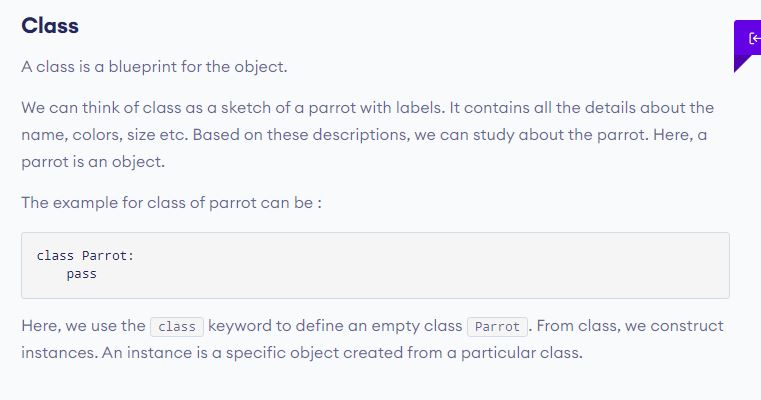 Class
A class is a blueprint for the object.
We can think of class as a sketch of a parrot with labels. It contains all the details about the
name, colors, size etc. Based on these descriptions, we can study about the parrot. Here, a
parrot is an object.
The example for class of parrot can be :
class Parrot:
    pass
Here, we use the class keyword to define an empty class Parrot. From class, we construct
instances. An instance is a specific object created from a particular class.